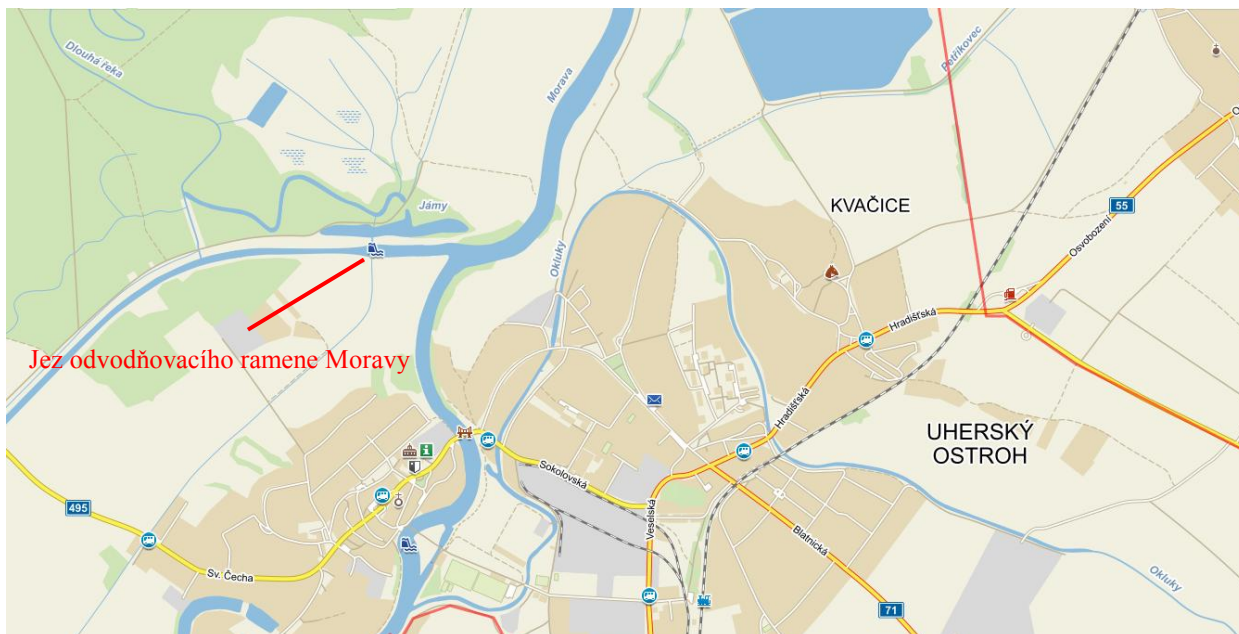 Dlouhá řeka
Morava
Petříkovec
Jámy
Okluky
KVAČICE
55
Osvobození
Hradišťská
Jez odvodňovacího ramene Moravy
Hradišťská
UHERSKÝ
OSTROH
Sokolovská
495
Veselská
Blatnická
Sv. Čecha
Okluky
71